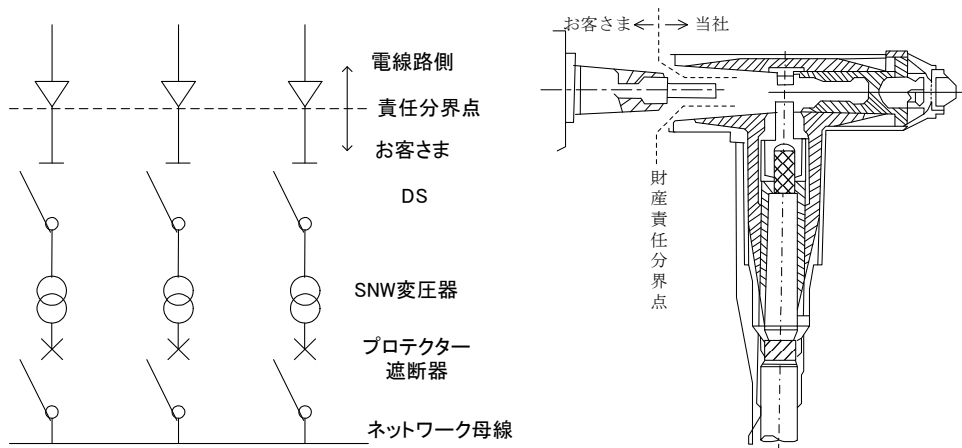 電線路側
責任分界点
お客さま
DS
SNW変圧器
プロテクター
遮断器
ネットワーク母線
お客さま
当社
財産責任分界点